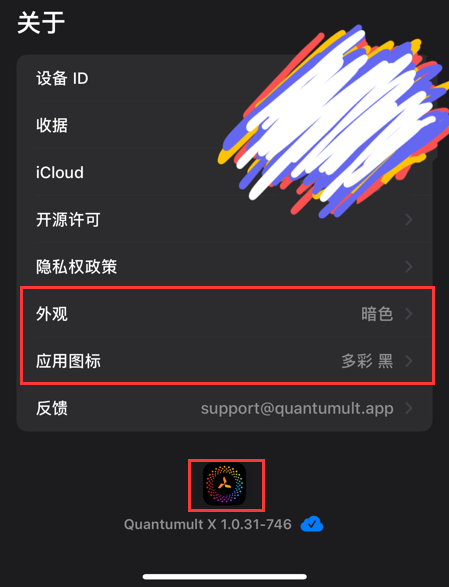 关于
设备 ID
收据
iCloud
开源许可
隐私权政策
外观 暗色
应用图标 多彩 黑
反馈 support@quantumult.app
Quantumult X 1.0.31-746